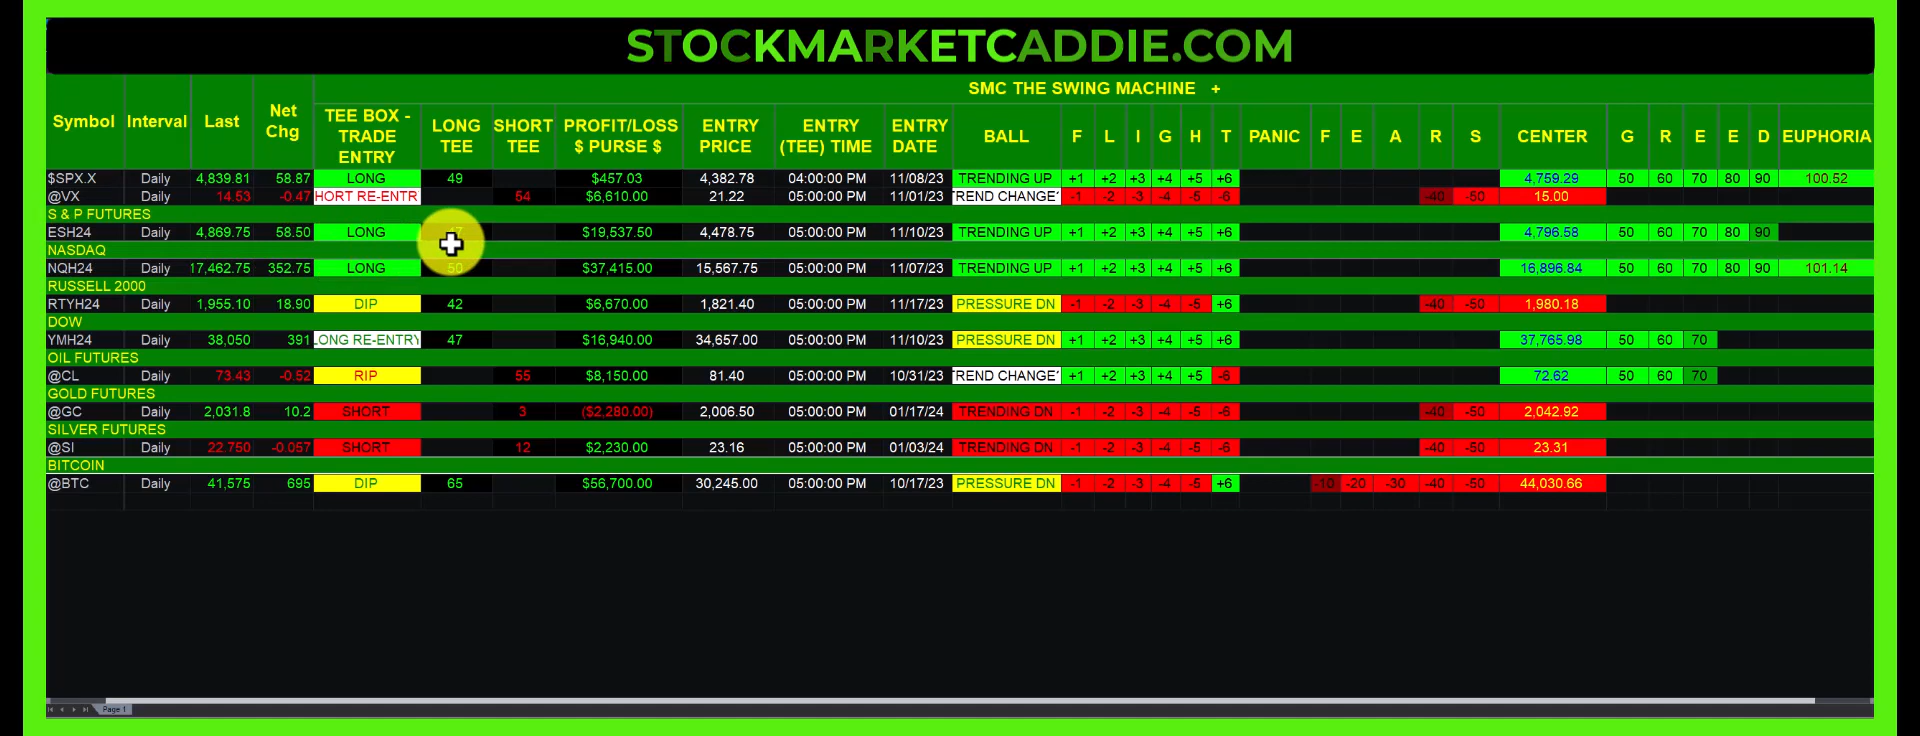 STOCKMARKETCADDIE.COM
SMC THE SWING MACHINE +
Symbol Interval Last Net Chg TEE BOX - TRADE ENTRY LONG TEE SHORT TEE PROFIT/LOSS $ PURSE $ ENTRY PRICE ENTRY (TEE) TIME ENTRY DATE BALL F L I G H T PANIC F E A R S CENTER G R E E D EUPHORIA
$SPX.X Daily 4,839.81 58.87 LONG 49 $457.03 4,382.78 04:00:00 PM 11/08/23 TRENDING UP +1 +2 +3 +4 +5 +6 4,759.29 50 60 70 80 90 100.52
@VX Daily 14.53 -0.47 HORT RE-ENTR 54 $6,610.00 21.22 05:00:00 PM 11/01/23 TREND CHANGE* -1 -2 -3 -4 -5 -6 -40 -50 15.00
S & P FUTURES
ESH24 Daily 4,869.75 58.50 LONG 47 $19,537.50 4,478.75 05:00:00 PM 11/10/23 TRENDING UP +1 +2 +3 +4 +5 +6 4,796.58 50 60 70 80 90
NASDAQ
NQH24 Daily 17,462.75 352.75 LONG 50 $37,415.00 15,567.75 05:00:00 PM 11/07/23 TRENDING UP +1 +2 +3 +4 +5 +6 16,896.84 50 60 70 80 90 101.14
RUSSELL 2000
RTYH24 Daily 1,955.10 18.90 DIP 42 $6,670.00 1,821.40 05:00:00 PM 11/17/23 PRESSURE DN -1 -2 -3 -4 -5 +6 -40 -50 1,980.18
DOW
YMH24 Daily 38,050 391 LONG RE-ENTRY 47 $16,940.00 34,657.00 05:00:00 PM 11/10/23 PRESSURE DN +1 +2 +3 +4 +5 +6 37,765.98 50 60 70
OIL FUTURES
@CL Daily 73.43 -0.52 RIP 55 $8,150.00 81.40 05:00:00 PM 10/31/23 TREND CHANGE* +1 +2 +3 +4 +5 -6 72.62 50 60 70
GOLD FUTURES
@GC Daily 2,031.8 10.2 SHORT 3 ($2,280.00) 2,006.50 05:00:00 PM 01/17/24 TRENDING DN -1 -2 -3 -4 -5 -6 -40 -50 2,042.92
SILVER FUTURES
@SI Daily 22.750 -0.057 SHORT 12 $2,230.00 23.16 05:00:00 PM 01/03/24 TRENDING DN -1 -2 -3 -4 -5 -6 -40 -50 23.31
BITCOIN
@BTC Daily 41,575 695 DIP 65 $56,700.00 30,245.00 05:00:00 PM 10/17/23 PRESSURE DN -1 -2 -3 -4 -5 +6 -10 -20 -30 -40 -50 44,030.66
Page 1